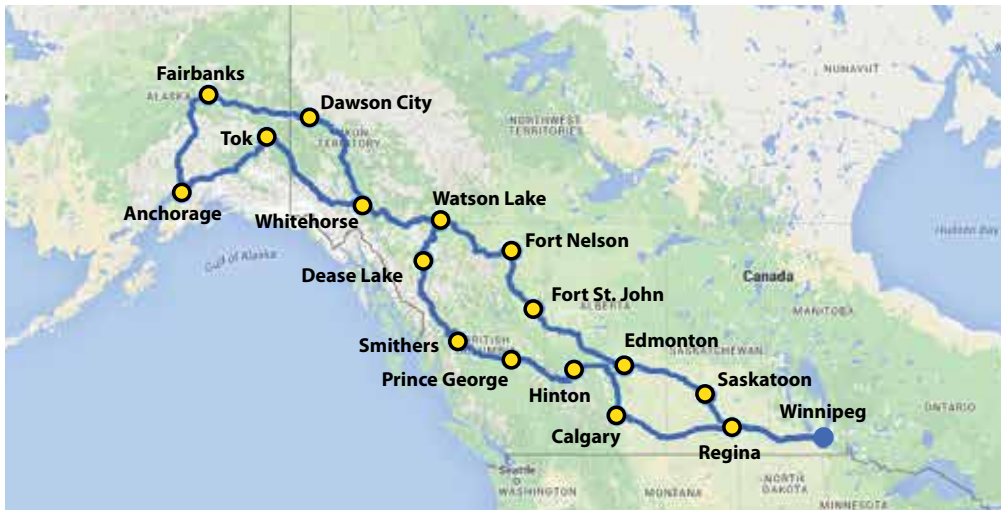 Fairbanks
ALASKA
Dawson City
Tok
YUKON
TERRITORY
NORTHWEST
TERRITORIES
NUNAVUT
Anchorage
Whitehorse
Watson Lake
Gulf of Alaska
Dease Lake
Fort Nelson
Hudson Bay
Canada
Fort St. John
ALBERTA
MANITOBA
Smithers
BRITISH
Edmonton
SASKATCHEWAN
Prince George
Hinton
Saskatoon
Winnipeg
ONTARIO
Calgary
Regina
Seattle
WASHINGTON
MONTANA
NORTH
DAKOTA
MINNESOTA